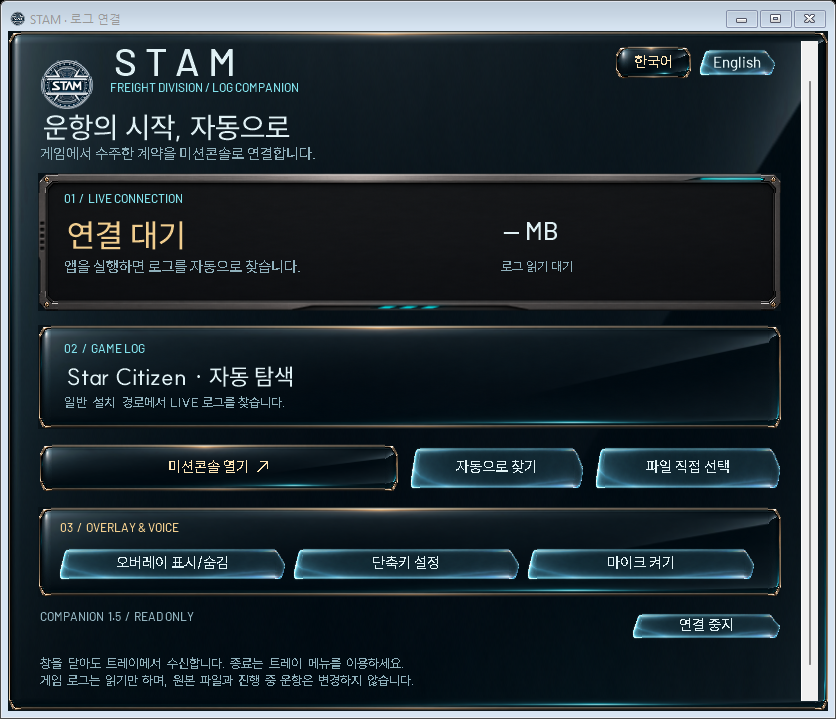 STAM · 로그 연결
STAM
한국어
English
STAM
FREIGHT DIVISION / LOG COMPANION
운항의 시작, 자동으로
게임에서 수주한 계약을 미션콘솔로 연결합니다.
01 / LIVE CONNECTION
연결 대기
— MB
앱을 실행하면 로그를 자동으로 찾습니다.
로그 읽기 대기
02 / GAME LOG
Star Citizen · 자동 탐색
일반 설치 경로에서 LIVE 로그를 찾습니다.
미션콘솔 열기 ↗
자동으로 찾기
파일 직접 선택
03 / OVERLAY & VOICE
오버레이 표시/숨김
단축키 설정
마이크 켜기
COMPANION 1.5 / READ ONLY
연결 중지
창을 닫아도 트레이에서 수신합니다. 종료는 트레이 메뉴를 이용하세요.
게임 로그는 읽기만 하며, 원본 파일과 진행 중 운항은 변경하지 않습니다.